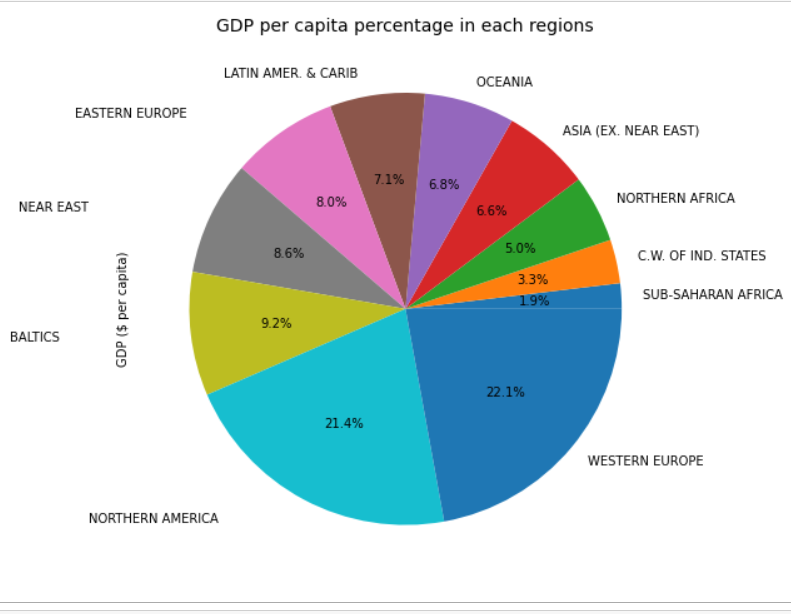 GDP per capita percentage in each regions
LATIN AMER. & CARIB
OCEANIA
EASTERN EUROPE
ASIA (EX. NEAR EAST)
7.1%
6.8%
8.0%
6.6%
NORTHERN AFRICA
NEAR EAST
5.0%
8.6%
C.W. OF IND. STATES
3.3%
SUB-SAHARAN AFRICA
1.9%
GDP ($ per capita)
9.2%
BALTICS
22.1%
21.4%
WESTERN EUROPE
NORTHERN AMERICA